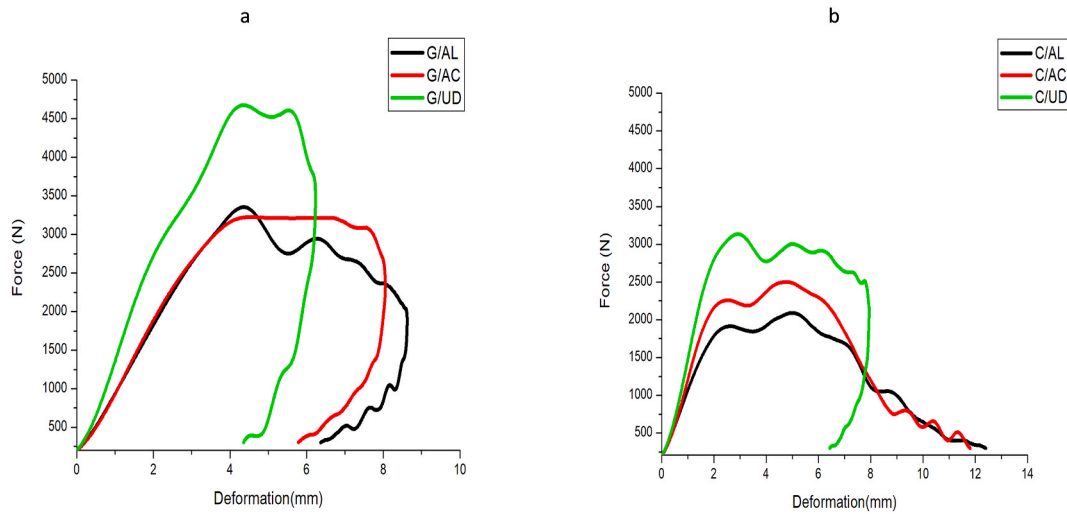 a
G/AL
G/AC
G/UD
5000
4500
4000
3500
3000
2500
2000
1500
1000
500
Force (N)
0 2 4 6 8 10
Deformation(mm)
b
C/AL
C/AC
C/UD
5000
4500
4000
3500
3000
2500
2000
1500
1000
500
Force (N)
0 2 4 6 8 10 12 14
Deformation(mm)